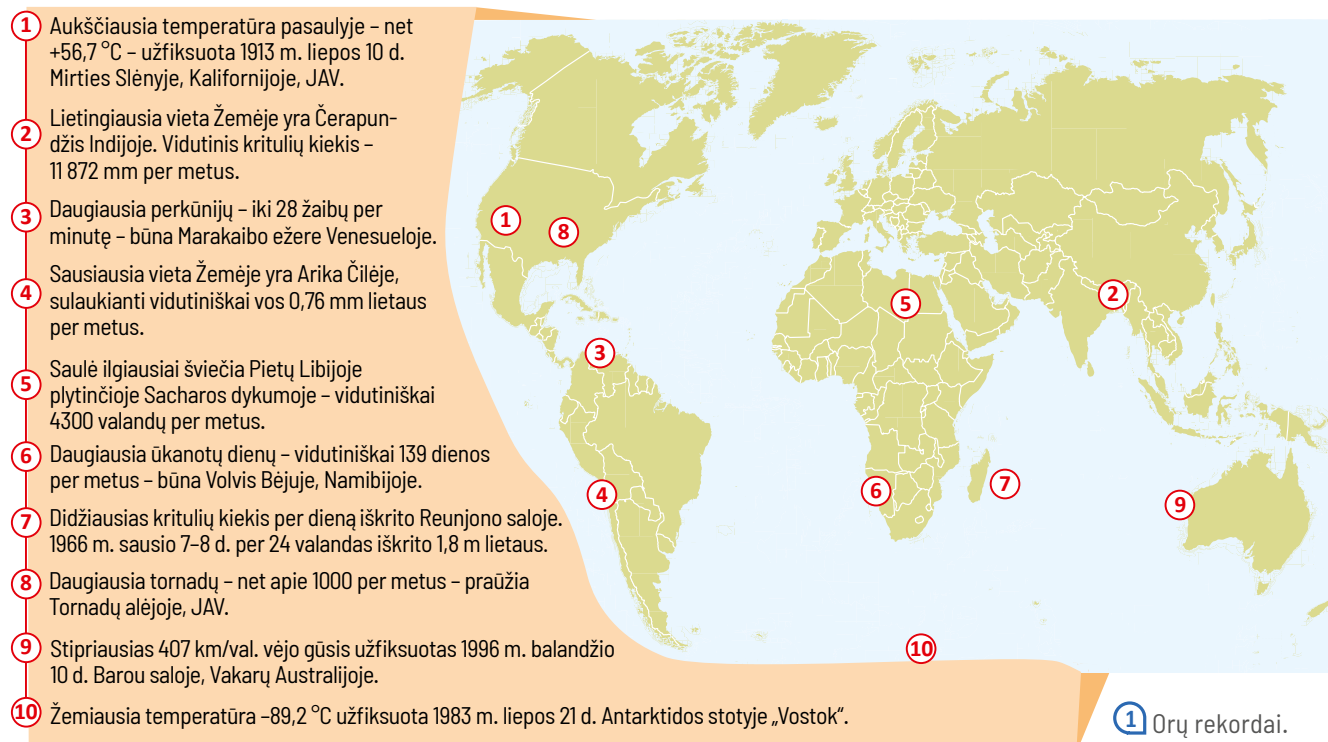 1 Aukščiausia temperatūra pasaulyje – net
+56,7 °C – užfiksuota 1913 m. liepos 10 d.
Mirties Slėnyje, Kalifornijoje, JAV.
2 Lietingiausia vieta Žemėje yra Čerapun-
džis Indijoje. Vidutinis kritulių kiekis –
11 872 mm per metus.
3 Daugiausia perkūnijų – iki 28 žaibų per
minutę – būna Marakaibo ežere Venesueloje.
4 Sausiausia vieta Žemėje yra Arika Čilėje,
sulaukianti vidutiniškai vos 0,76 mm lietaus
per metus.
5 Saulė ilgiausiai šviečia Pietų Libijoje
plytinčioje Sacharos dykumoje – vidutiniškai
4300 valandų per metus.
6 Daugiausia ūkanotų dienų – vidutiniškai 139 dienos
per metus – būna Volvis Bėjuje, Namibijoje.
7 Didžiausias kritulių kiekis per dieną iškrito Reunjono saloje.
1966 m. sausio 7–8 d. per 24 valandas iškrito 1,8 m lietaus.
8 Daugiausia tornadų – net apie 1000 per metus – praūžia
Tornadų alėjoje, JAV.
9 Stipriausias 407 km/val. vėjo gūsis užfiksuotas 1996 m. balandžio
10 d. Barou saloje, Vakarų Australijoje.
10 Žemiausia temperatūra –89,2 °C užfiksuota 1983 m. liepos 21 d. Antarktidos stotyje „Vostok“.
1
8
2
5
3
6
7
4
9
10
1 Orų rekordai.